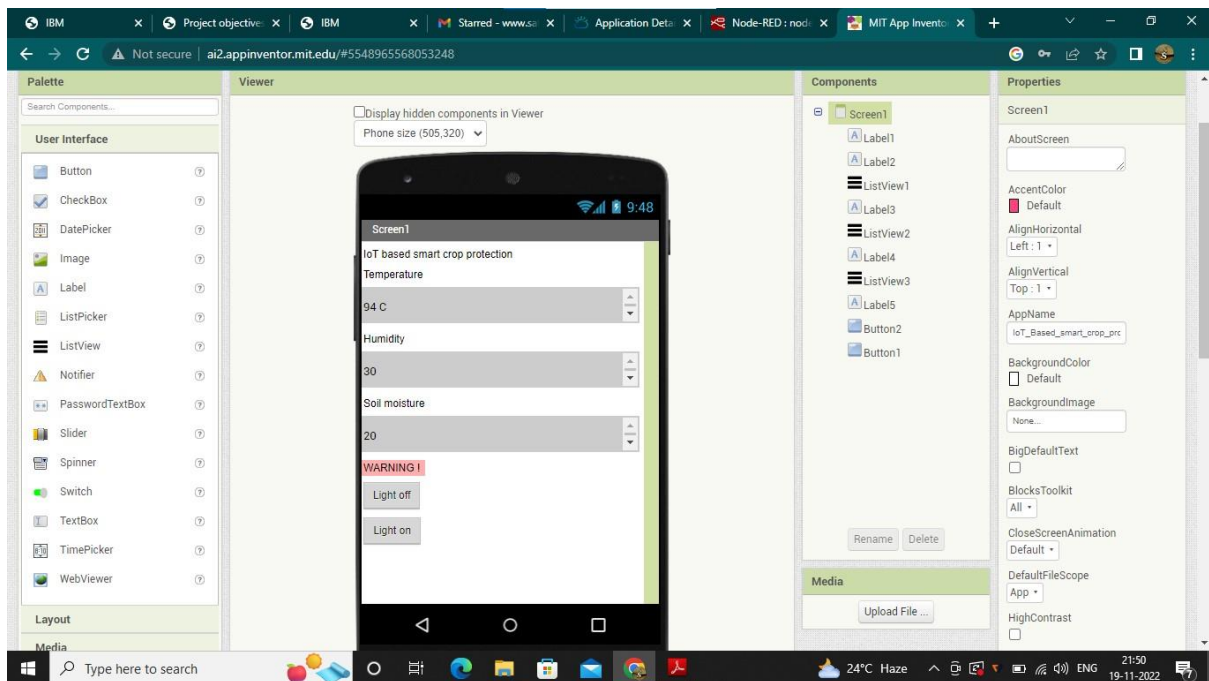 IBM
Project objective
IBM
Starred - www.sa
Application Deta
Node-RED : node
MIT App Invento
Not secure | ai2.appinventor.mit.edu/#5548965568053248
Palette
Viewer
Components
Properties
Search Components...
User Interface
Button
CheckBox
DatePicker
Image
Label
ListPicker
ListView
Notifier
PasswordTextBox
Slider
Spinner
Switch
TextBox
TimePicker
WebViewer
Layout
Media
Display hidden components in Viewer
Phone size (505,320)
9:48
Screen1
IoT based smart crop protection
Temperature
94 C
Humidity
30
Soil moisture
20
WARNING !
Light off
Light on
Screen1
Label1
Label2
ListView1
Label3
ListView2
Label4
ListView3
Label5
Button2
Button1
Rename Delete
Media
Upload File ...
Screen1
AboutScreen
AccentColor
Default
AlignHorizontal
Left : 1
AlignVertical
Top : 1
AppName
IoT_Based_smart_crop_prc
BackgroundColor
Default
BackgroundImage
None...
BigDefaultText
BlocksToolkit
All
CloseScreenAnimation
Default
DefaultFileScope
App
HighContrast
Type here to search
24°C Haze
ENG
21:50
19-11-2022